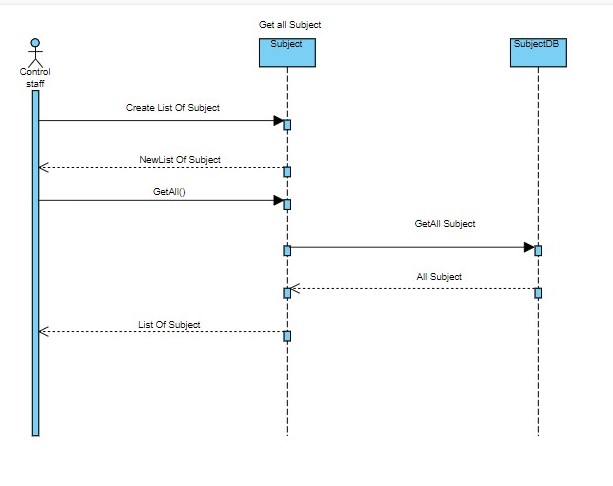 Get all Subject
Subject
SubjectDB
Control
staff
Create List Of Subject
NewList Of Subject
GetAll()
GetAll Subject
All Subject
List Of Subject